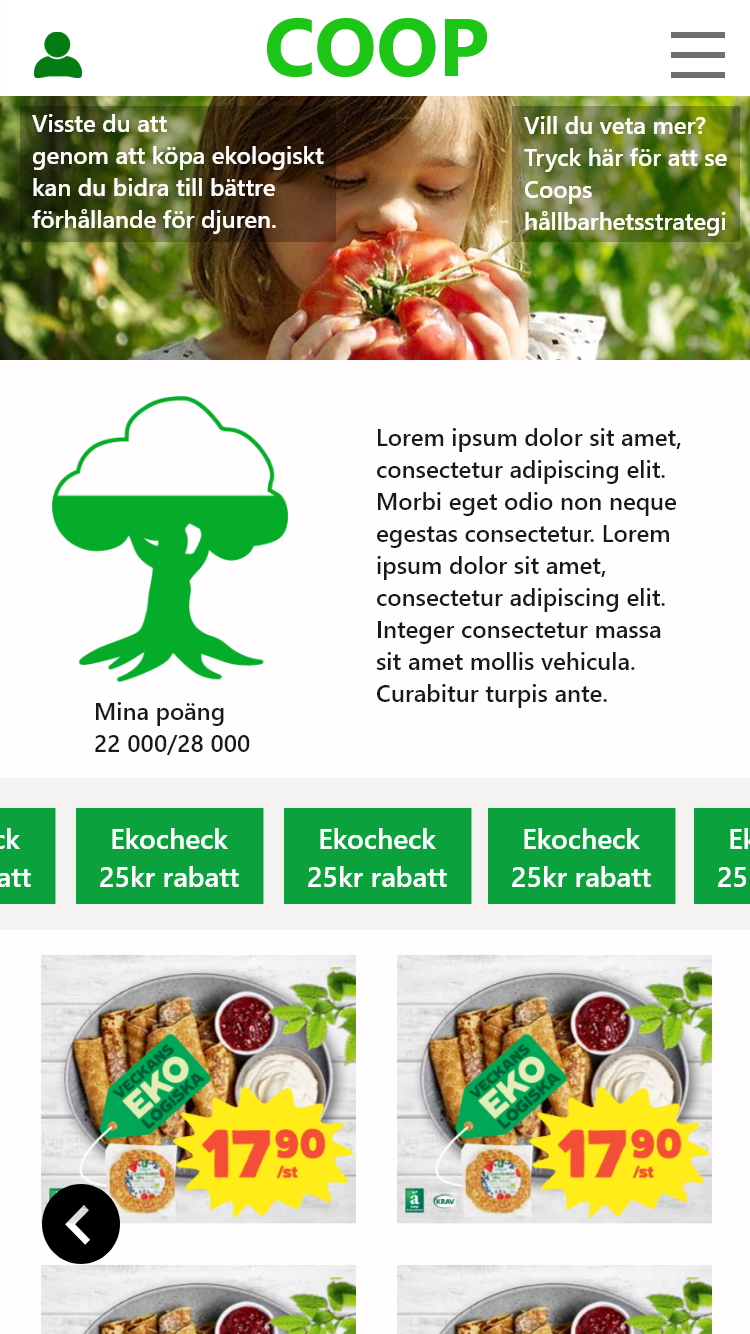 COOP
Visste du att
genom att köpa ekologiskt
kan du bidra till bättre
förhållande för djuren.
Vill du veta mer?
Tryck här för att se
Coops
hållbarhetsstrategi
Lorem ipsum dolor sit amet,
consectetur adipiscing elit.
Morbi eget odio non neque
egestas consectetur. Lorem
ipsum dolor sit amet,
consectetur adipiscing elit.
Integer consectetur massa
sit amet mollis vehicula.
Curabitur turpis ante.
Mina poäng
22 000/28 000
ck
att
Ekocheck
25kr rabatt
Ekocheck
25kr rabatt
Ekocheck
25kr rabatt
Ek
25
VECKANS
EKO
LOGISKA
17 90
/st
VECKANS
EKO
LOGISKA
17 90
/st
ä
KRAV